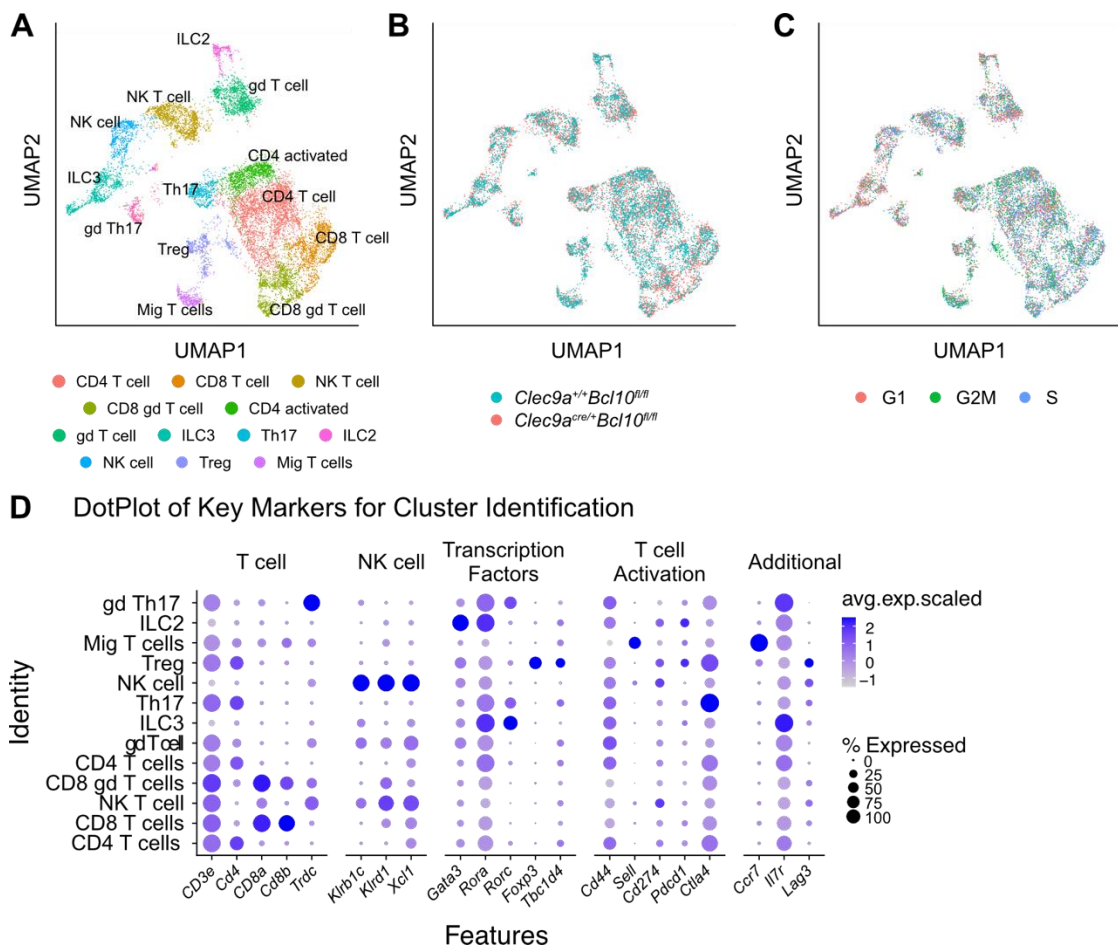 A
ILC2
gd T cell
NK T cell
NK cell
CD4 activated
ILC3
Th17
CD4 T cell
gd Th17
Treg
CD8 T cell
Mig T cells
CD8 gd T cell
UMAP2
UMAP1
CD4 T cell CD8 T cell NK T cell
CD8 gd T cell CD4 activated
gd T cell ILC3 Th17 ILC2
NK cell Treg Mig T cells
B
UMAP2
UMAP1
Clec9a+/+Bcl10fl/fl
Clec9acre/+Bcl10fl/fl
C
UMAP2
UMAP1
G1 G2M S
D DotPlot of Key Markers for Cluster Identification
T cell
NK cell
Transcription
Factors
T cell
Activation
Additional
Identity
gd Th17
ILC2
Mig T cells
Treg
NK cell
Th17
ILC3
gdTcell
CD4 T cells
CD8 gd T cells
NK T cell
CD8 T cells
CD4 T cells
CD3e Cd4 CD8a Cd8b Trdc Klrb1c Klrd1 Xcl1 Gata3 Rora Rorc Foxp3 Tbc1d4 Cd44 Sell Cd274 Pdcd1 Ctla4 Ccr7 Il7r Lag3
Features
avg.exp.scaled
2
1
0
−1
% Expressed
0
25
50
75
100